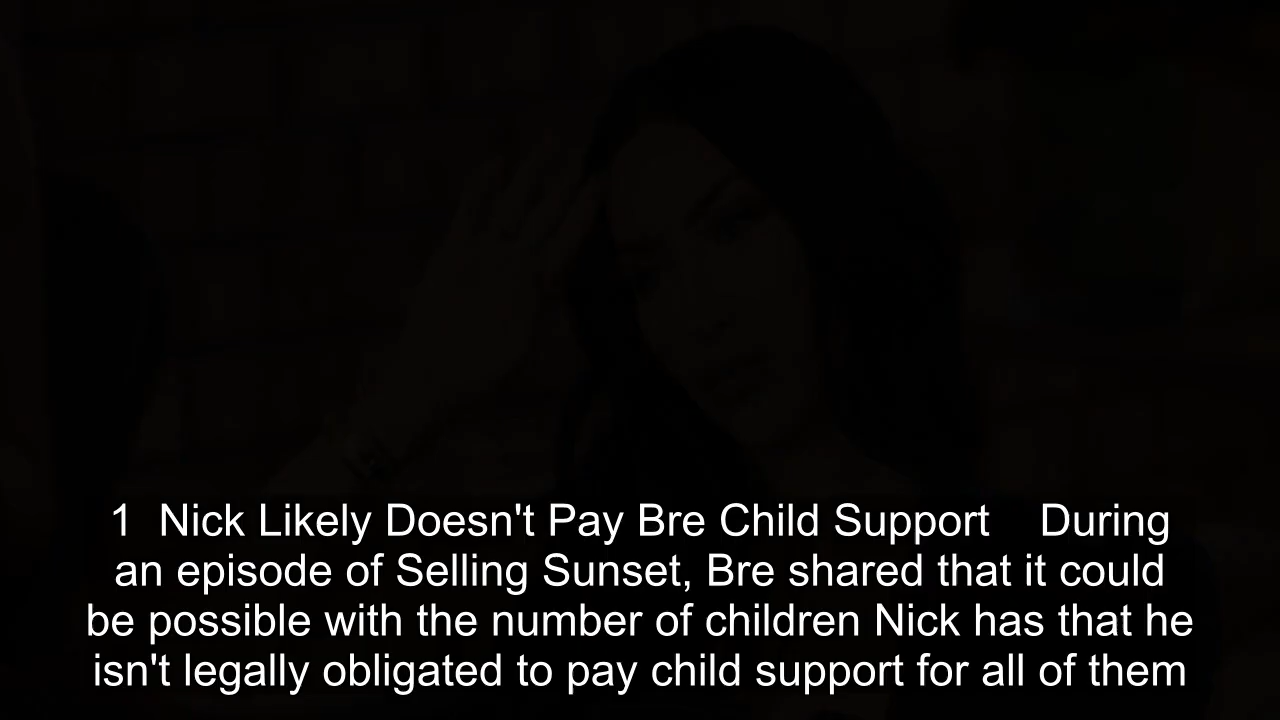 1  Nick Likely Doesn't Pay Bre Child Support    During
an episode of Selling Sunset, Bre shared that it could
be possible with the number of children Nick has that he
isn't legally obligated to pay child support for all of them